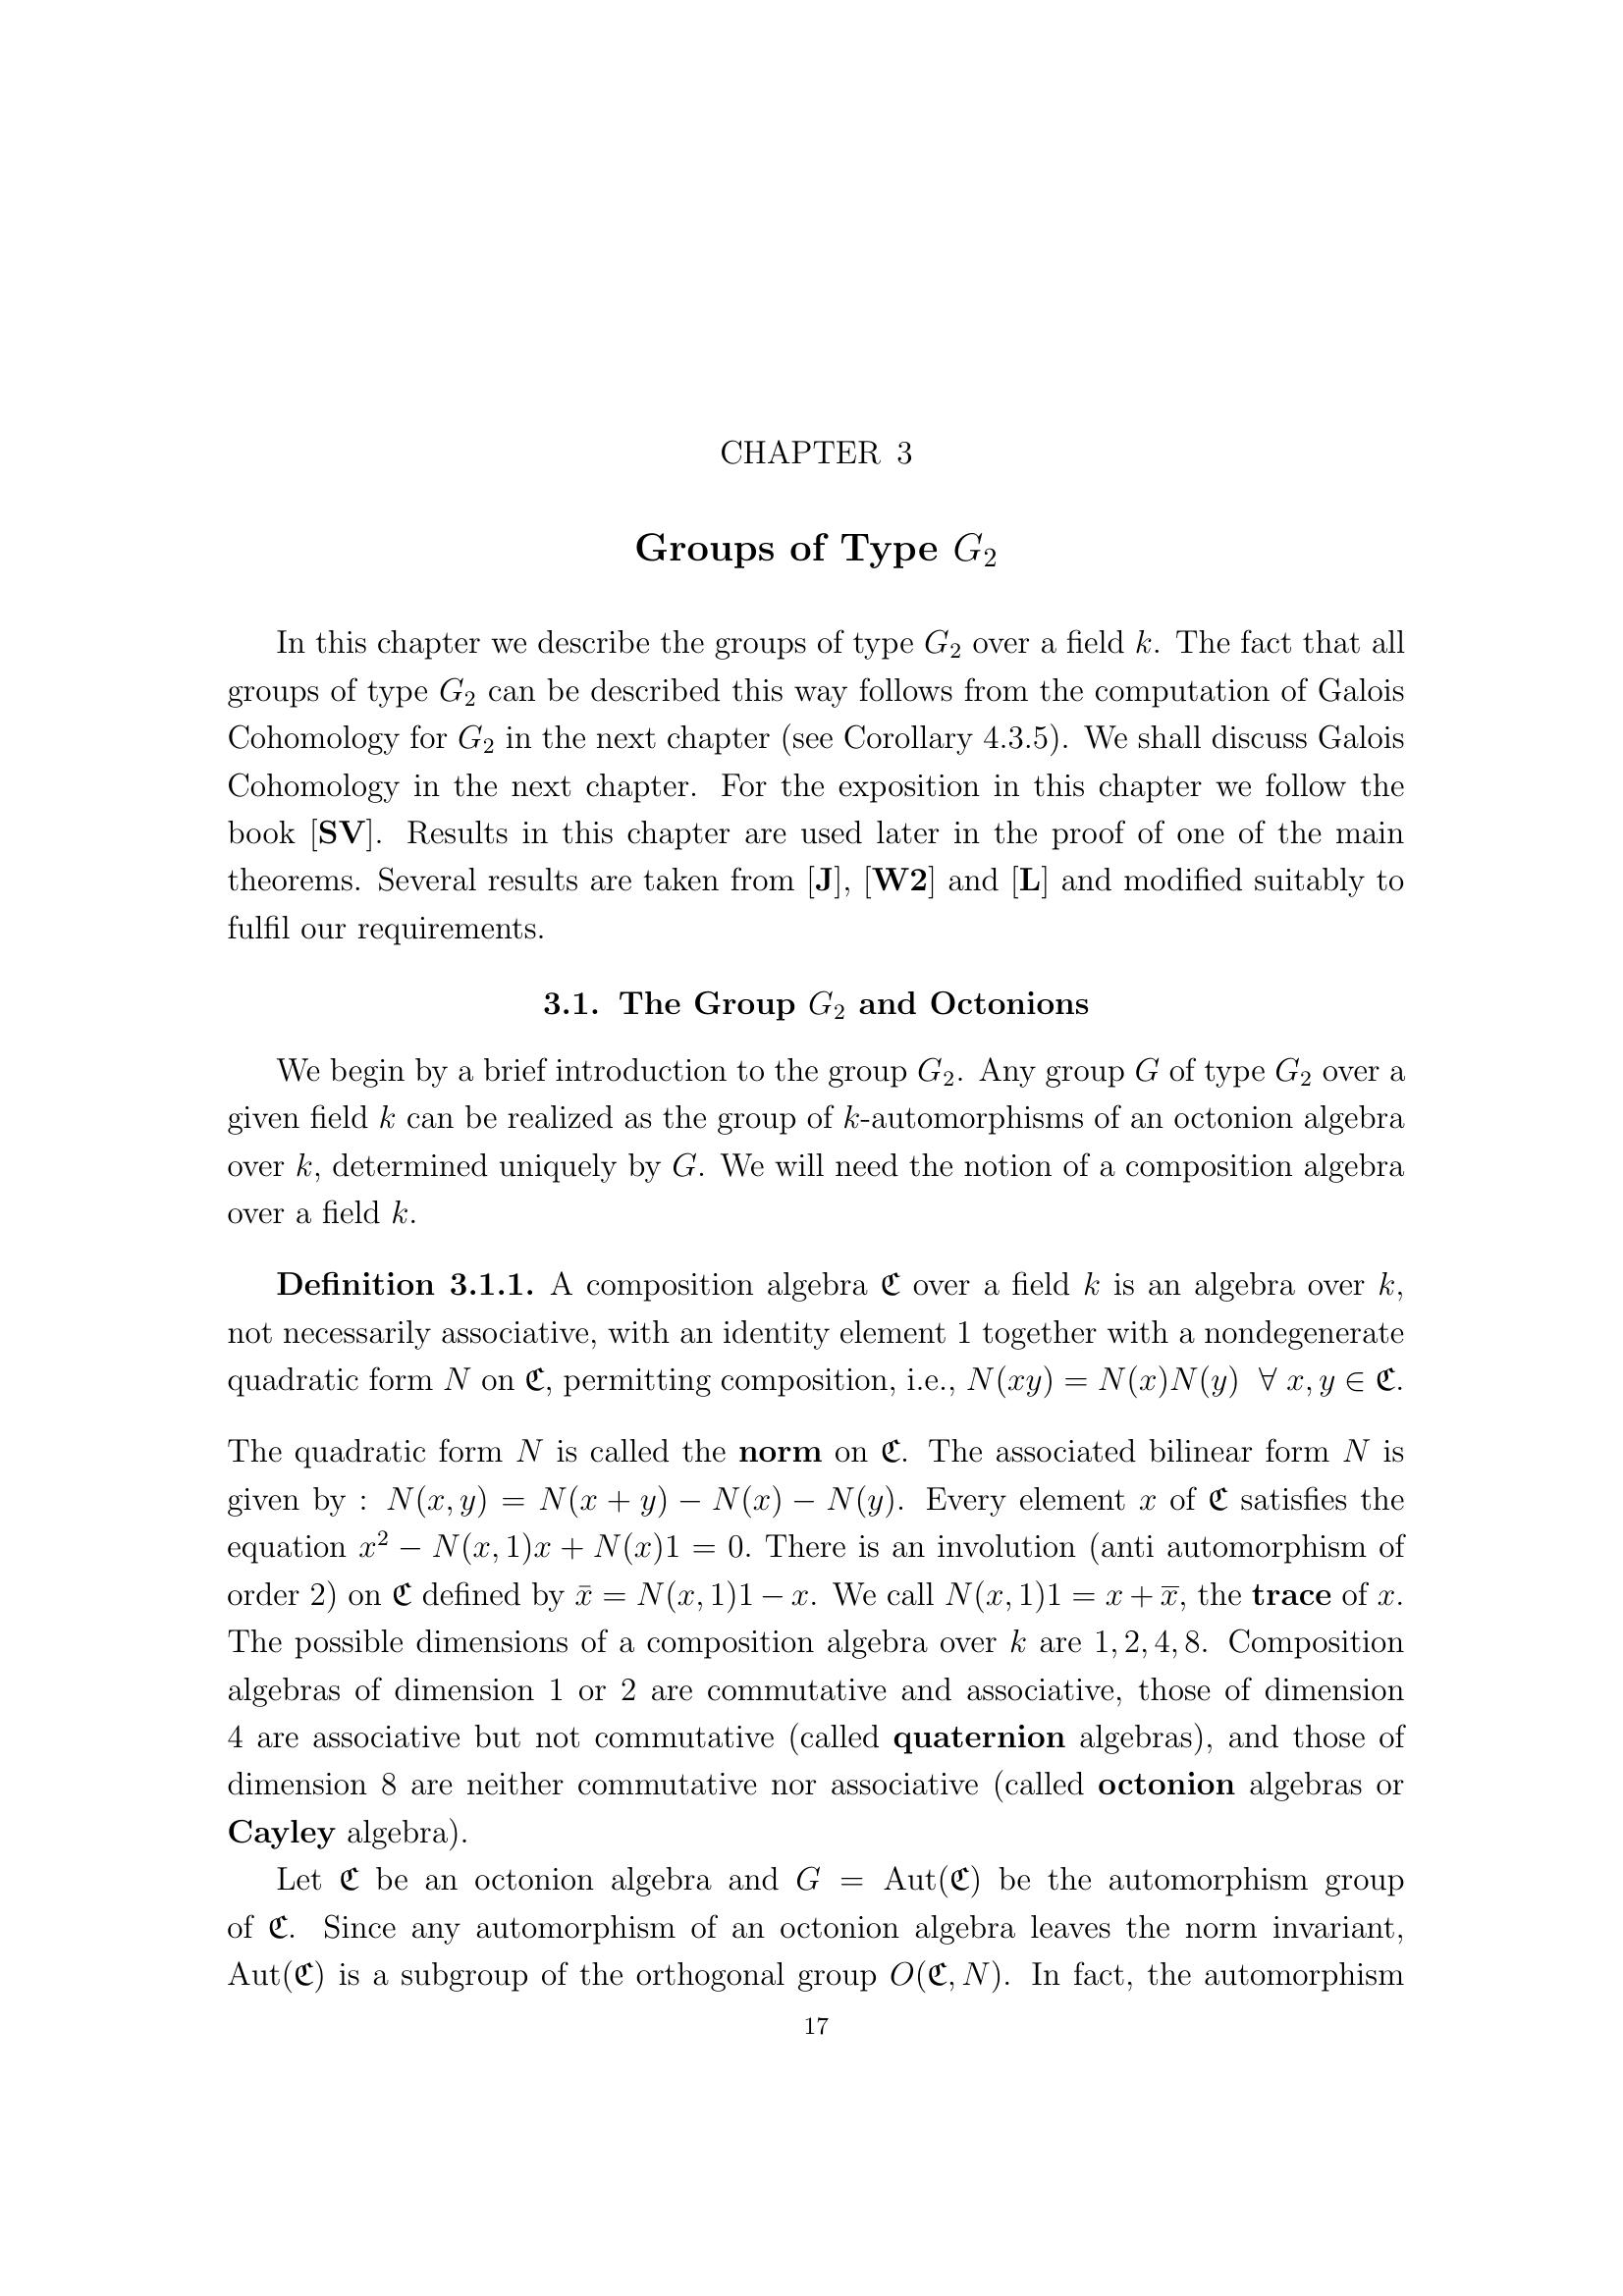 CHAPTER 3
Groups of Type $G_2$
In this chapter we describe the groups of type $G_2$ over a field $k$. The fact that all
groups of type $G_2$ can be described this way follows from the computation of Galois
Cohomology for $G_2$ in the next chapter (see Corollary 4.3.5). We shall discuss Galois
Cohomology in the next chapter. For the exposition in this chapter we follow the
book [SV]. Results in this chapter are used later in the proof of one of the main
theorems. Several results are taken from [J], [W2] and [L] and modified suitably to
fulfil our requirements.
3.1. The Group $G_2$ and Octonions
We begin by a brief introduction to the group $G_2$. Any group $G$ of type $G_2$ over a
given field $k$ can be realized as the group of $k$-automorphisms of an octonion algebra
over $k$, determined uniquely by $G$. We will need the notion of a composition algebra
over a field $k$.
Definition 3.1.1. A composition algebra $\mathfrak{C}$ over a field $k$ is an algebra over $k$,
not necessarily associative, with an identity element 1 together with a nondegenerate
quadratic form $N$ on $\mathfrak{C}$, permitting composition, i.e., $N(xy) = N(x)N(y)\ \forall\ x, y \in \mathfrak{C}$.
The quadratic form $N$ is called the norm on $\mathfrak{C}$. The associated bilinear form $N$ is
given by : $N(x, y) = N(x + y) - N(x) - N(y)$. Every element $x$ of $\mathfrak{C}$ satisfies the
equation $x^2 - N(x, 1)x + N(x)1 = 0$. There is an involution (anti automorphism of
order 2) on $\mathfrak{C}$ defined by $\bar{x} = N(x, 1)1 - x$. We call $N(x, 1)1 = x + \overline{x}$, the trace of $x$.
The possible dimensions of a composition algebra over $k$ are $1, 2, 4, 8$. Composition
algebras of dimension 1 or 2 are commutative and associative, those of dimension
4 are associative but not commutative (called quaternion algebras), and those of
dimension 8 are neither commutative nor associative (called octonion algebras or
Cayley algebra).
Let $\mathfrak{C}$ be an octonion algebra and $G = \mathrm{Aut}(\mathfrak{C})$ be the automorphism group
of $\mathfrak{C}$. Since any automorphism of an octonion algebra leaves the norm invariant,
$\mathrm{Aut}(\mathfrak{C})$ is a subgroup of the orthogonal group $O(\mathfrak{C}, N)$. In fact, the automorphism
17